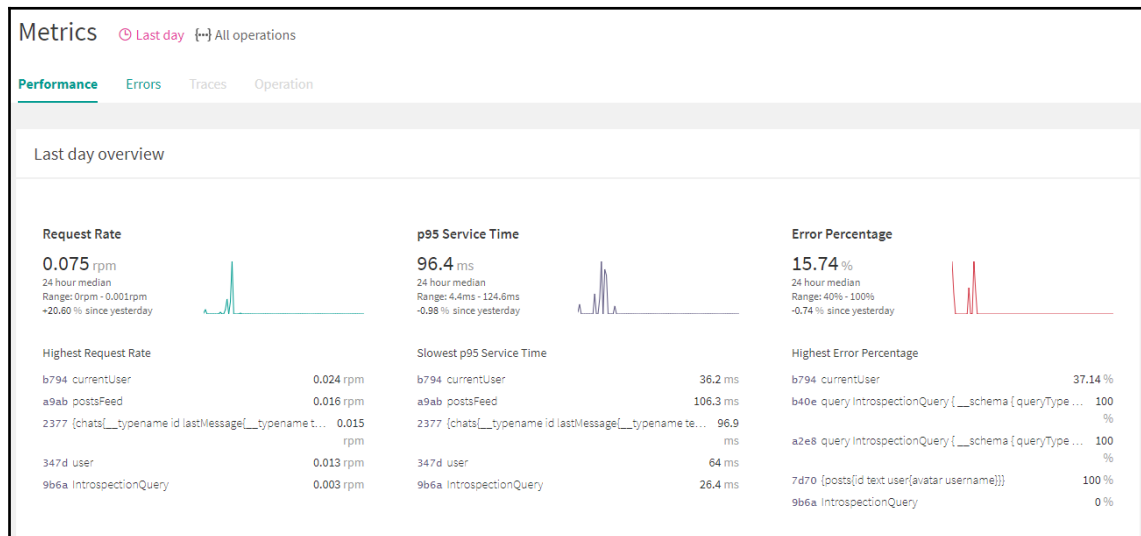 Metrics Last day {···} All operations
Performance Errors Traces Operation
Last day overview
Request Rate
0.075 rpm
24 hour median
Range: 0rpm - 0.001rpm
+20.60 % since yesterday
Highest Request Rate
b794 currentUser 0.024 rpm
a9ab postsFeed 0.016 rpm
2377 {chats{__typename id lastMessage{__typename t... 0.015
rpm
347d user 0.013 rpm
9b6a IntrospectionQuery 0.003 rpm
p95 Service Time
96.4 ms
24 hour median
Range: 4.4ms - 124.6ms
-0.98 % since yesterday
Slowest p95 Service Time
b794 currentUser 36.2 ms
a9ab postsFeed 106.3 ms
2377 {chats{__typename id lastMessage{__typename te... 96.9
ms
347d user 64 ms
9b6a IntrospectionQuery 26.4 ms
Error Percentage
15.74 %
24 hour median
Range: 40% - 100%
-0.74 % since yesterday
Highest Error Percentage
b794 currentUser 37.14 %
b40e query IntrospectionQuery { __schema { queryType ... 100
%
a2e8 query IntrospectionQuery { __schema { queryType ... 100
%
7d70 {posts{id text user{avatar username}}} 100 %
9b6a IntrospectionQuery 0 %